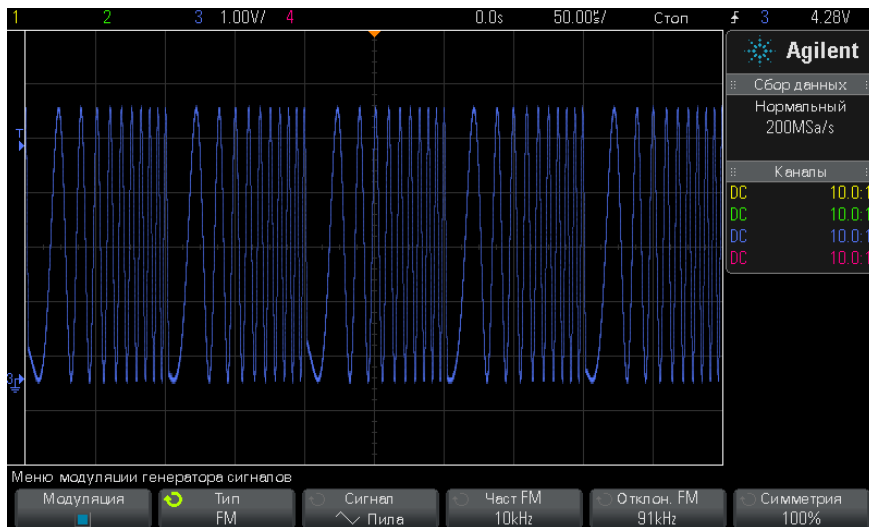 1 2 3 1.00V/ 4 0.0s 50.00µs/ Стоп 3 4.28V
Agilent
Сбор данных
Нормальный
200MSa/s
Каналы
DC 10.0:1
DC 10.0:1
DC 10.0:1
DC 10.0:1
T
3
Меню модуляции генератора сигналов
Модуляция
Тип
FM
Сигнал
Пила
Част FM
10kHz
Отклон. FM
91kHz
Симметрия
100%